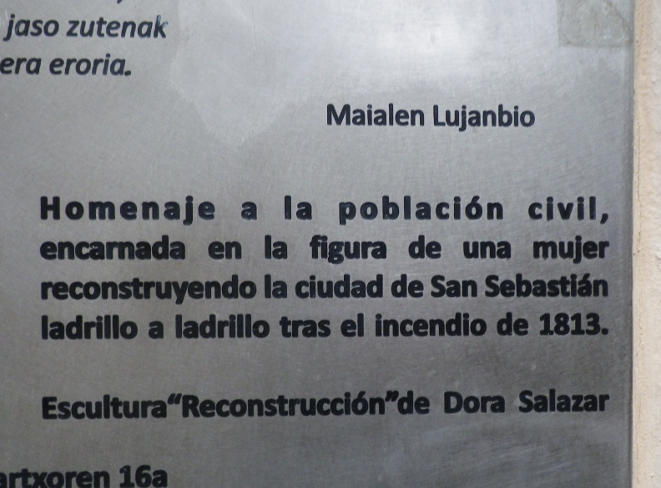 jaso zutenak
era eroria.
Maialen Lujanbio
Homenaje a la población civil,
encarnada en la figura de una mujer
reconstruyendo la ciudad de San Sebastián
ladrillo a ladrillo tras el incendio de 1813.
Escultura“Reconstrucción”de Dora Salazar
artxoren 16a